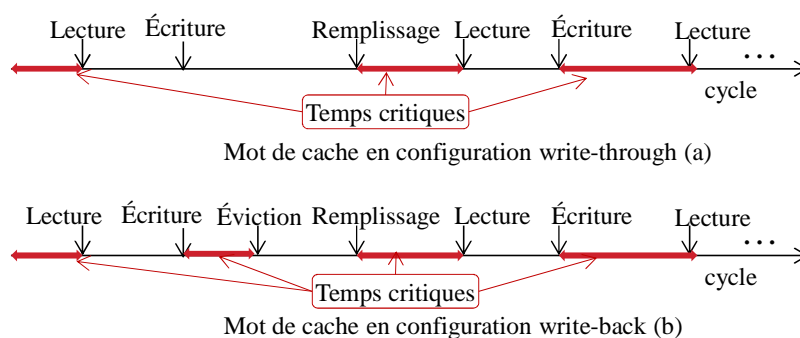 Lecture Écriture Remplissage Lecture Écriture Lecture
...
cycle
Temps critiques
Mot de cache en configuration write-through (a)
Lecture Écriture Éviction Remplissage Lecture Écriture Lecture
...
cycle
Temps critiques
Mot de cache en configuration write-back (b)